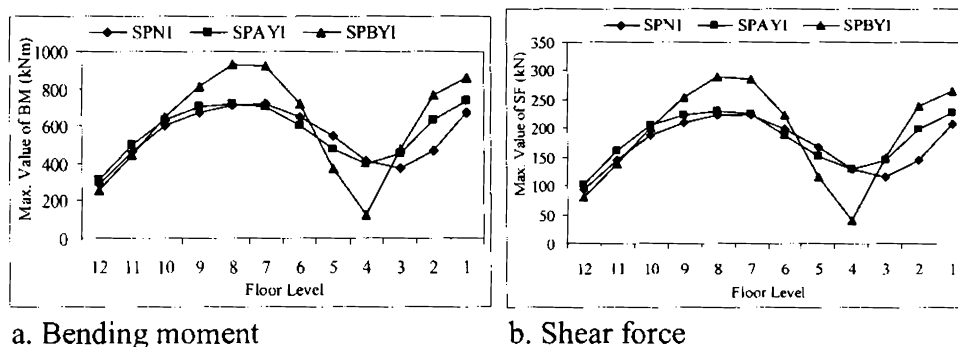 SPN1 SPAY1 SPBY1
Max. Value of BM (kNm)
1000
800
600
400
200
0
12 11 10 9 8 7 6 5 4 3 2 1
Floor Level
a. Bending moment
SPN1 SPAY1 SPBY1
Max. Value of SF (kN)
350
300
250
200
150
100
50
0
12 11 10 9 8 7 6 5 4 3 2 1
Floor Level
b. Shear force